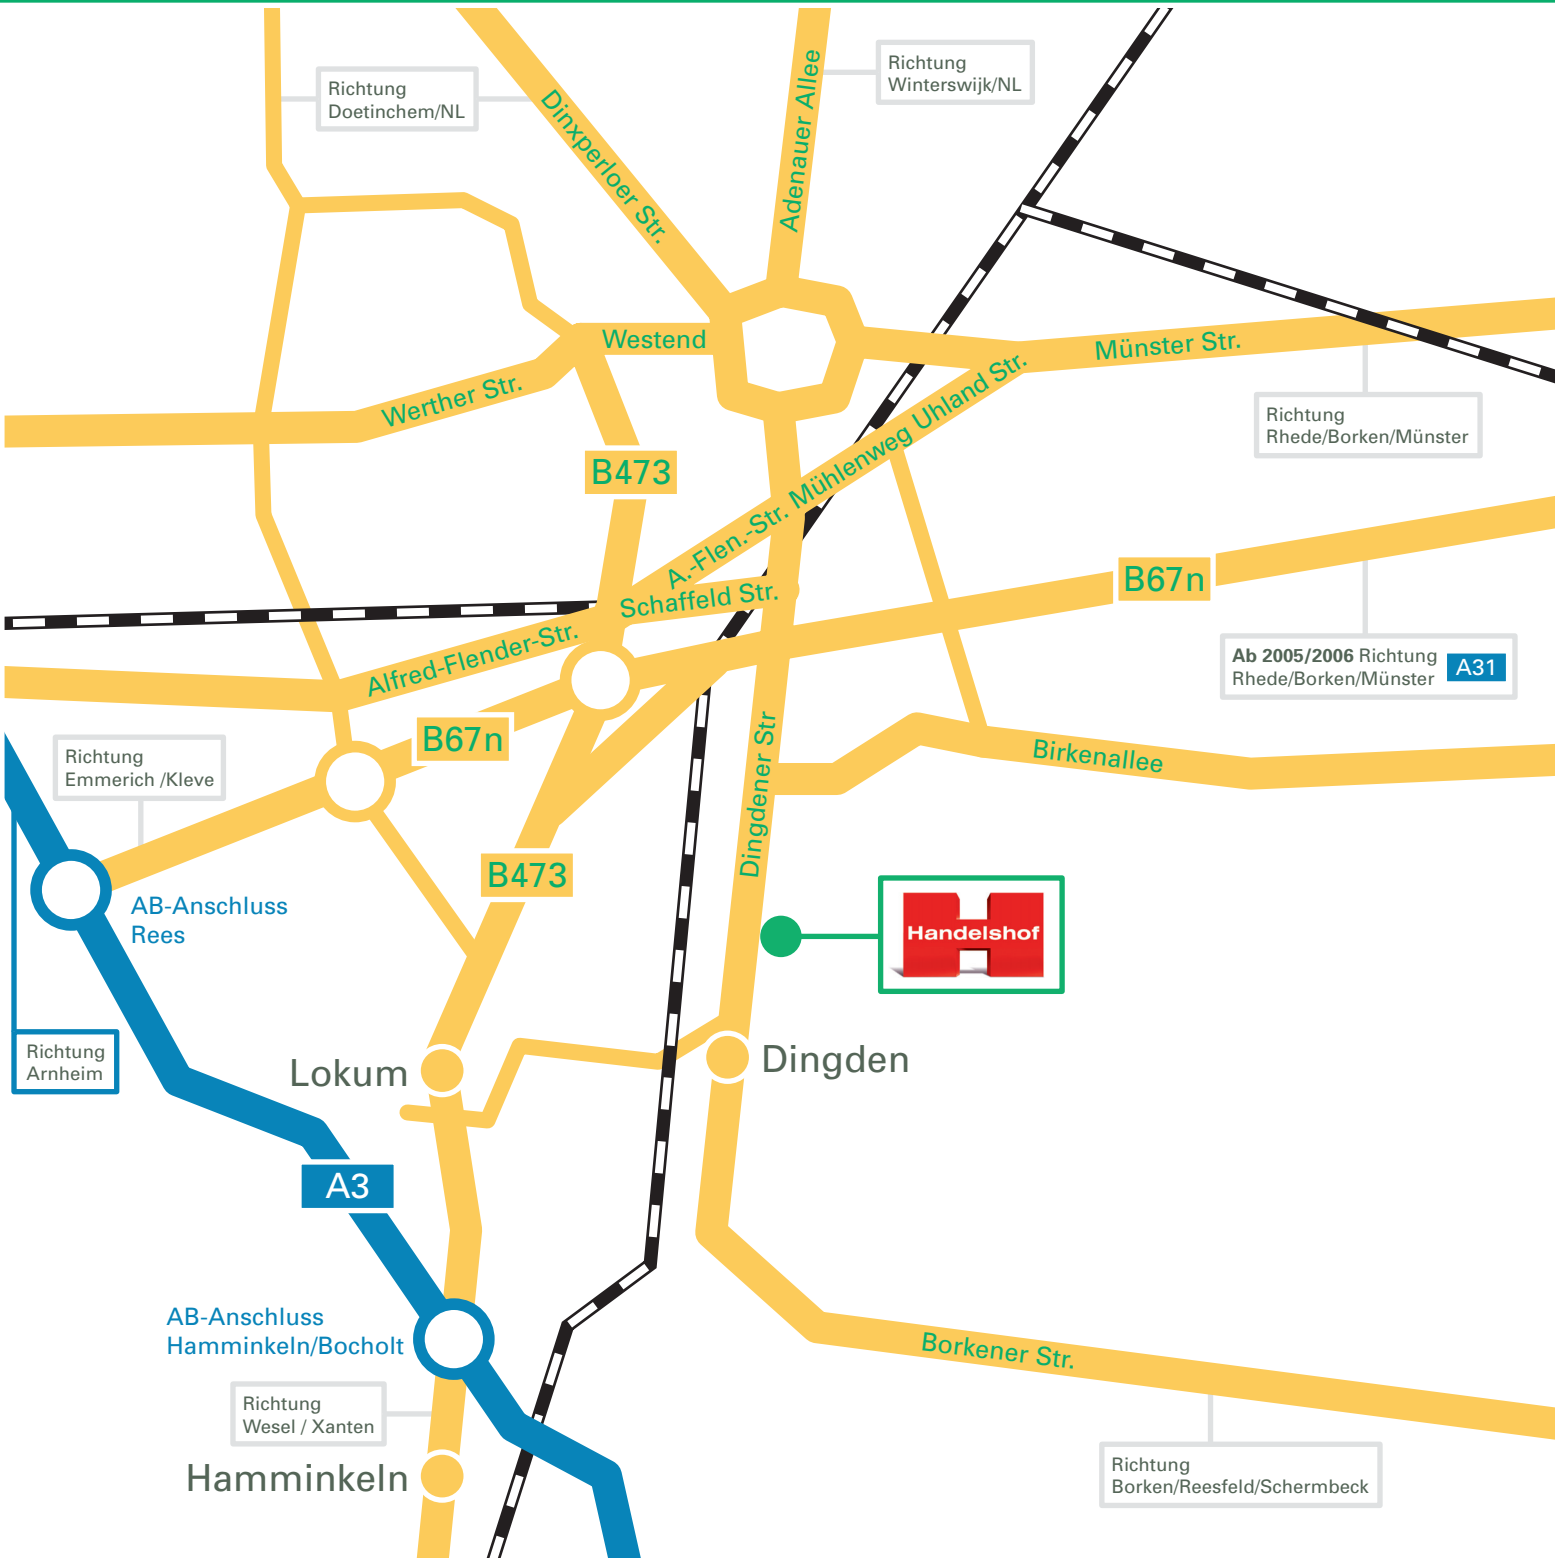 Richtung
Doetinchem/NL
Dinxperloer Str.
Adenauer Allee
Richtung
Winterswijk/NL
Westend
Werther Str.
Münster Str.
Richtung
Rhede/Borken/Münster
B473
A.-Flen.-Str. Mühlenweg Uhland Str.
Schaffeld Str.
Alfred-Flender-Str.
B67n
Ab 2005/2006 Richtung
Rhede/Borken/Münster
A31
B67n
Richtung
Emmerich /Kleve
Birkenallee
Dingdener Str
B473
AB-Anschluss
Rees
Handelshof
Richtung
Arnheim
Lokum
Dingden
A3
AB-Anschluss
Hamminkeln/Bocholt
Borkener Str.
Richtung
Wesel / Xanten
Hamminkeln
Richtung
Borken/Reesfeld/Schermbeck